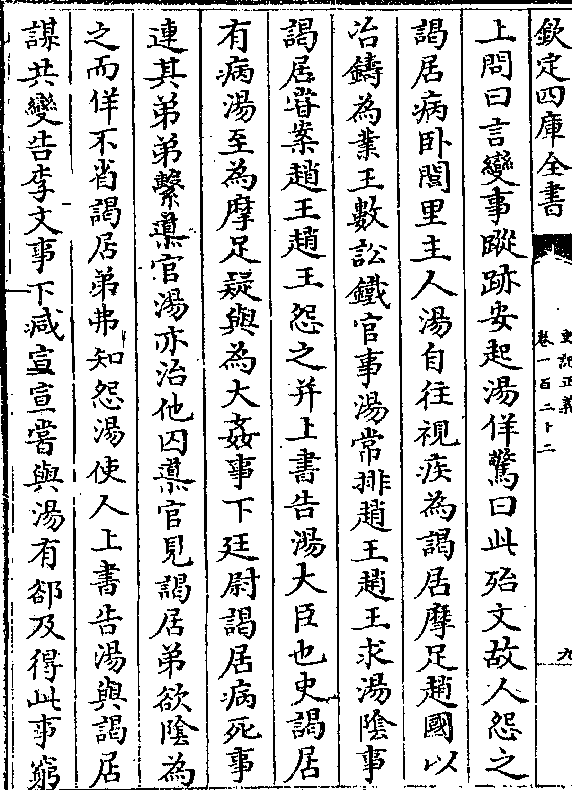 欽定四庫全書
史記正義
卷一百二十二
九
上問曰言變事蹤跡安起湯佯驚曰此殆文故人怨之
謁居病卧閭里主人湯自往視疾為謁居摩足趙國以
冶鑄為業王數訟鐵官事湯常排趙王趙王求湯隂事
謁居嘗案趙王趙王怨之并上書告湯大臣也史謁居
有病湯至為摩足疑與為大姦事下廷尉謁居病死事
連其弟弟繫𨗉官湯亦治他囚𨗉官見謁居弟欲隂為
之而佯不省謁居弟弗知怨湯使人上書告湯與謁居
謀共變告李文事下減宣宣嘗與湯有郤及得此事窮